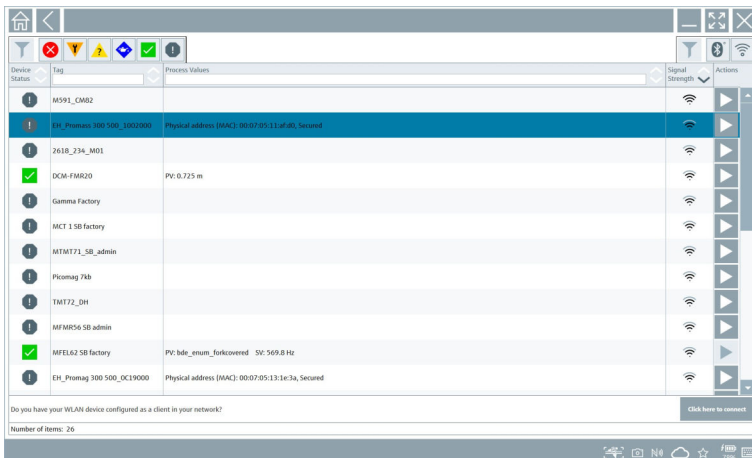 Device Status Tag Process Values Signal Strength Actions
M591_CM82
EH_Promass 300 500_1002000 Physical address (MAC): 00:07:05:11:af:d0, Secured
2618_234_M01
DCM-FMR20 PV: 0.725 m
Gamma Factory
MCT 1 SB factory
MTMT71_SB_admin
Picomag 7kb
TMT72_DH
MFMR56 SB admin
MFEL62 SB factory PV: bde_enum_forkcovered SV: 569.8 Hz
EH_Promag 300 500_0C19000 Physical address (MAC): 00:07:05:13:1e:3a, Secured
Do you have your WLAN device configured as a client in your network? Click here to connect
Number of items: 26